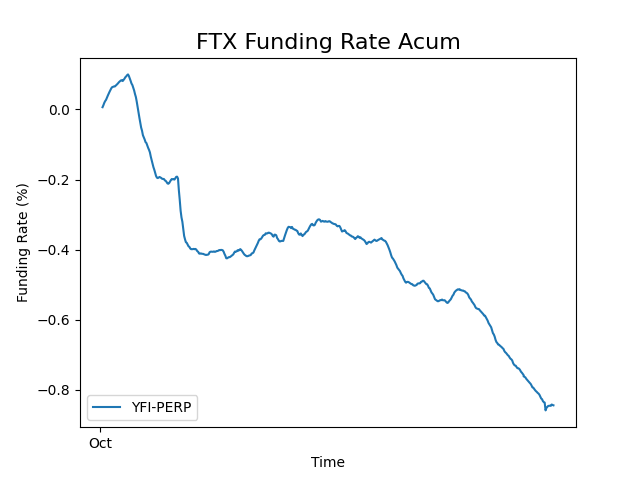 FTX Funding Rate Acum
Funding Rate (%)
0.0
−0.2
−0.4
−0.6
−0.8
YFI-PERP
Oct
Time